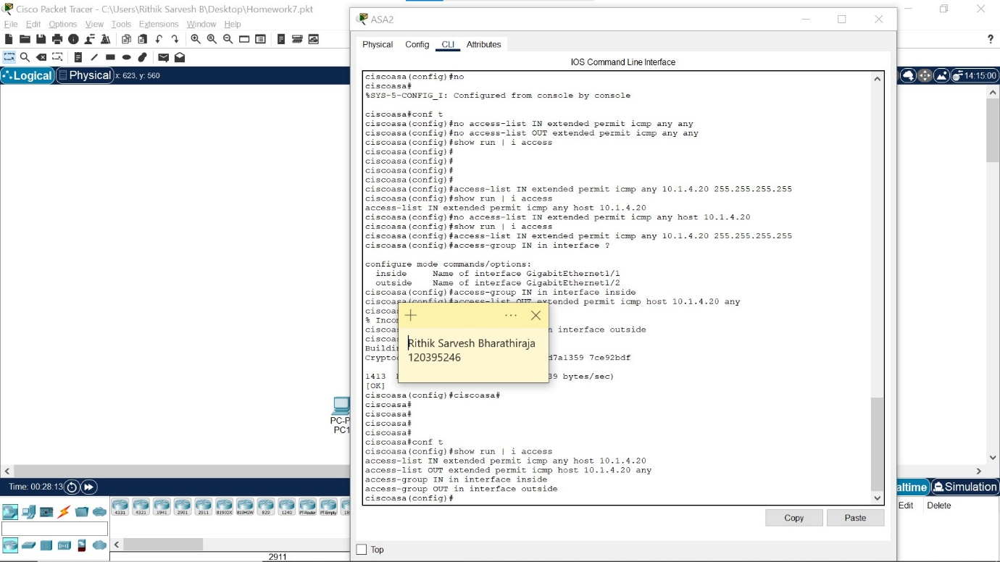 Cisco Packet Tracer - C:\Users\Rithik Sarvesh B\Desktop\Homework7.pkt
File Edit Options View Tools Extensions Window Help
Logical Physical x: 623, y: 560
14:15:00
ASA2
Physical Config CLI Attributes
IOS Command Line Interface
ciscoasa(config)#no
ciscoasa#
%SYS-5-CONFIG_I: Configured from console by console
ciscoasa#conf t
ciscoasa(config)#no access-list IN extended permit icmp any any
ciscoasa(config)#no access-list OUT extended permit icmp any any
ciscoasa(config)#show run | i access
ciscoasa(config)#
ciscoasa(config)#
ciscoasa(config)#
ciscoasa(config)#
ciscoasa(config)#access-list IN extended permit icmp any 10.1.4.20 255.255.255.255
ciscoasa(config)#show run | i access
access-list IN extended permit icmp any host 10.1.4.20
ciscoasa(config)#no access-list IN extended permit icmp any host 10.1.4.20
ciscoasa(config)#show run | i access
ciscoasa(config)#access-list IN extended permit icmp any 10.1.4.20 255.255.255.255
ciscoasa(config)#access-group IN in interface ?
configure mode commands/options:
inside Name of interface GigabitEthernet1/1
outside Name of interface GigabitEthernet1/2
ciscoasa(config)#access-group IN in interface inside
ciscoasa(config)#access-list OUT extended permit icmp host 10.1.4.20 any
ciscoa
% Incom
ciscoa n interface outside
ciscoa
Buildi
Crypto d7a1359 7ce92bdf
1413 39 bytes/sec)
[OK]
ciscoasa(config)#ciscoasa#
ciscoasa#
ciscoasa#
ciscoasa#
ciscoasa#
ciscoasa#conf t
ciscoasa(config)#show run | i access
access-list IN extended permit icmp any host 10.1.4.20
access-list OUT extended permit icmp host 10.1.4.20 any
access-group IN in interface inside
access-group OUT in interface outside
ciscoasa(config)#
Rithik Sarvesh Bharathiraja
120395246
PC-P
PC1
Copy Paste
Top
Time: 00:28:13
altime Simulation
Edit Delete
4331 4321 1941 2901 2911 819IOX 819HGW 829 1240 PT-Router PT-Empty
2911